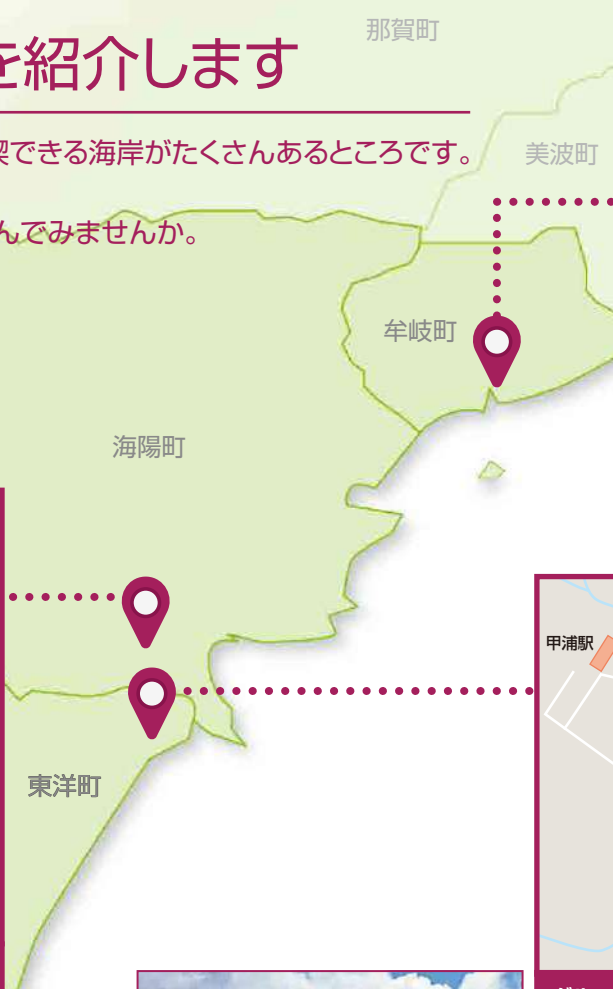 那賀町
を紹介します
喫できる海岸がたくさんあるところです。
美波町
んでみませんか。
牟岐町
海陽町
甲浦駅
東洋町